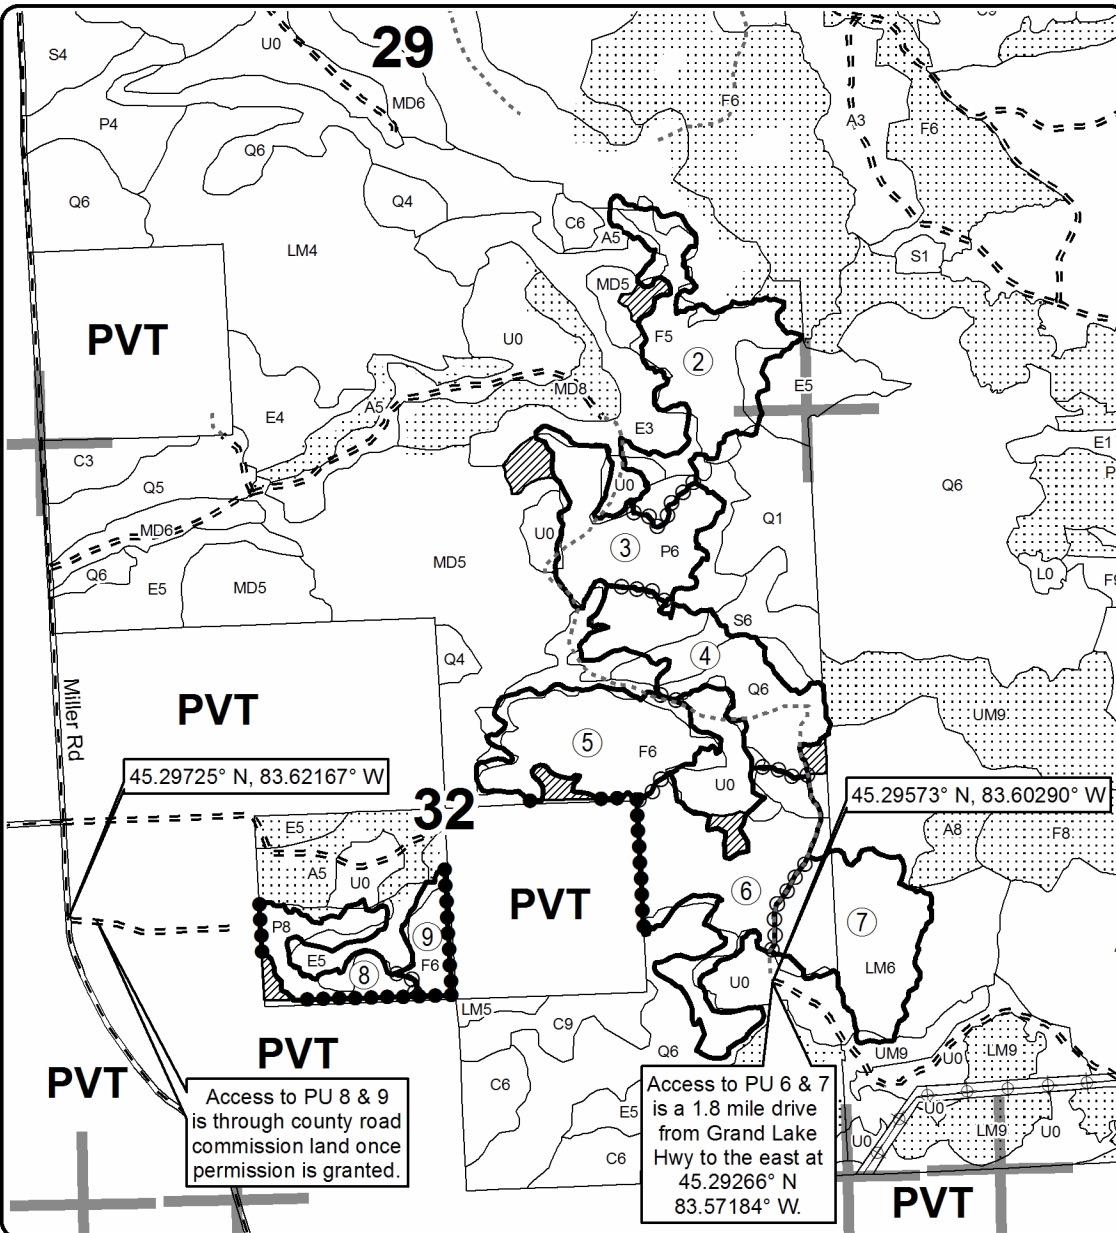 29
C9
S4
U0
MD6
F6
A3
F6
P4
Q6
Q6
Q4
C6
A5
LM4
S1
MD5
PVT
U0
F5
2
E5
MD8
A5
E4
E3
E1
C3
Q5
U0
P
Q6
Q1
MD6
U0
3
P6
MD5
Q6
E5
MD5
L0
F9
S6
Q4
4
Q6
Miller Rd
PVT
UM9
5
F6
45.29725° N, 83.62167° W
U0
45.29573° N, 83.60290° W
32
E5
A8
F8
A5
U0
6
PVT
P8
9
7
E5
8
F6
LM6
U0
LM5
C9
PVT
Q6
UM9
U0
LM9
PVT
C6
Access to PU 8 & 9
is through county road
commission land once
permission is granted.
Access to PU 6 & 7
is a 1.8 mile drive
from Grand Lake
Hwy to the east at
45.29266° N
83.57184° W.
E5
U0
C6
U0
LM9
U0
PVT